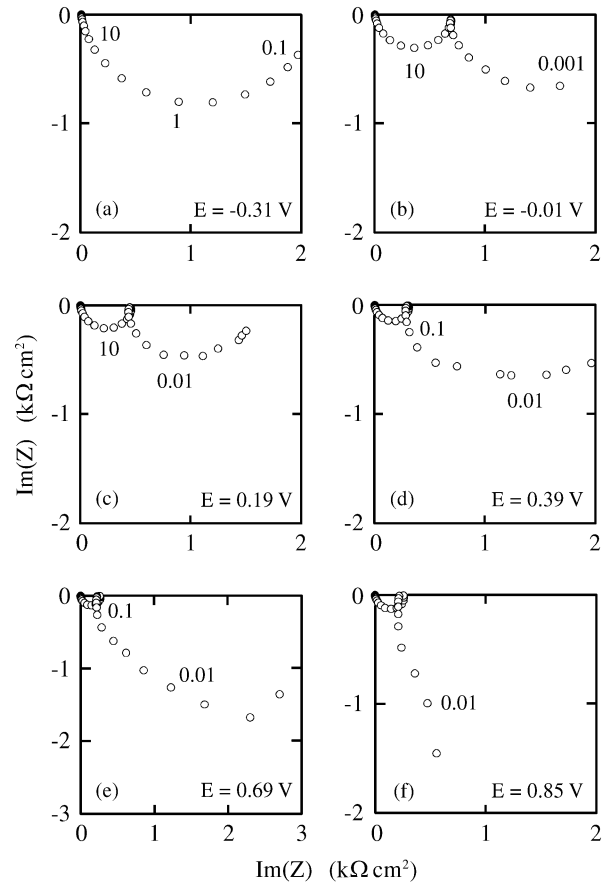 0
10
0.1
1
-1
(a) E = -0.31 V
-2
0 1 2
0
0.001
10
-1
(b) E = -0.01 V
-2
0 1 2
0
10
0.01
-1
(c) E = 0.19 V
-2
0 1 2
0
0.1
0.01
-1
(d) E = 0.39 V
-2
0 1 2
Im(Z) (kΩ cm²)
0
0.1
-1
0.01
-2
(e) E = 0.69 V
-3
0 1 2 3
0
-1
0.01
(f) E = 0.85 V
-2
0 1 2
Im(Z) (kΩ cm²)